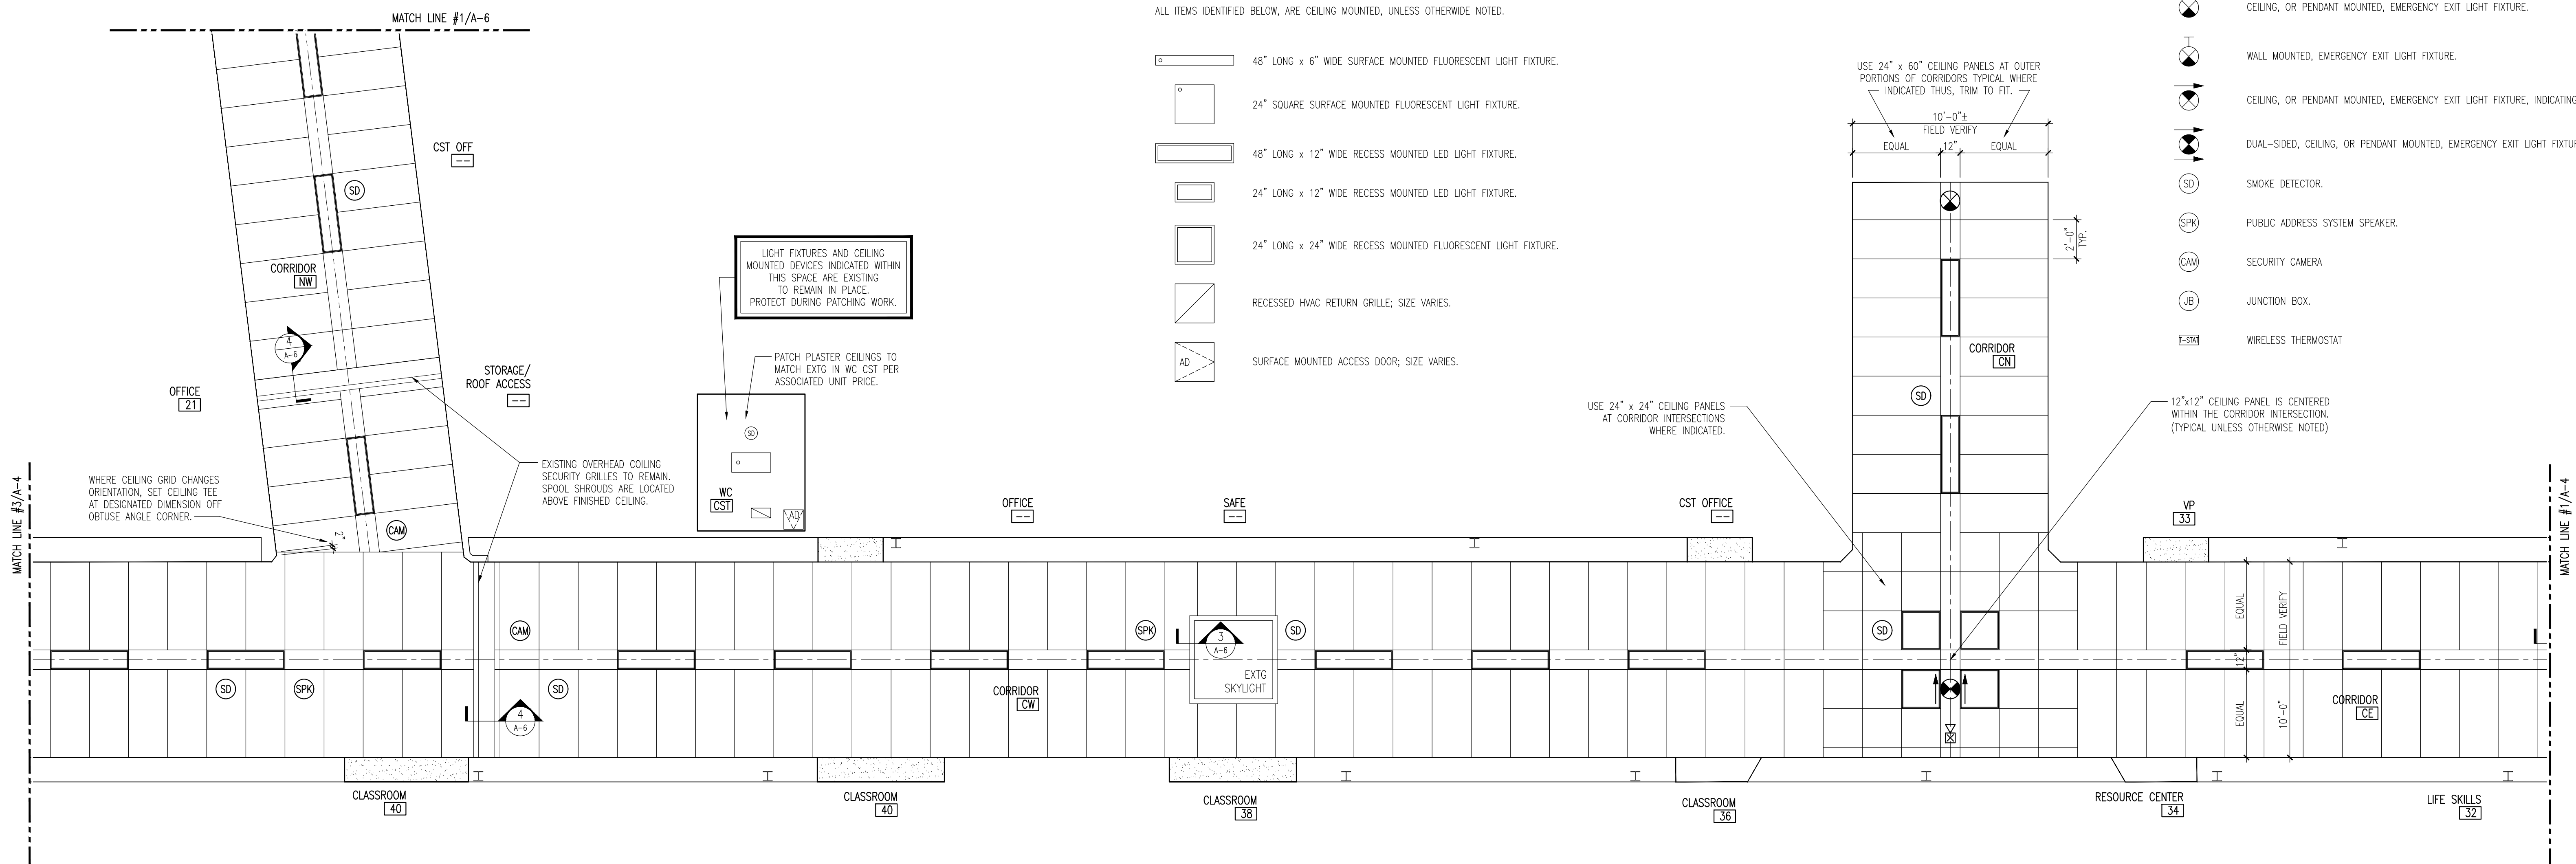 MATCH LINE #1/A-6
ALL ITEMS IDENTIFIED BELOW, ARE CEILING MOUNTED, UNLESS OTHERWIDE NOTED.
48" LONG x 6" WIDE SURFACE MOUNTED FLUORESCENT LIGHT FIXTURE.
24" SQUARE SURFACE MOUNTED FLUORESCENT LIGHT FIXTURE.
48" LONG x 12" WIDE RECESS MOUNTED LED LIGHT FIXTURE.
24" LONG x 12" WIDE RECESS MOUNTED LED LIGHT FIXTURE.
24" LONG x 24" WIDE RECESS MOUNTED FLUORESCENT LIGHT FIXTURE.
RECESSED HVAC RETURN GRILLE; SIZE VARIES.
AD
SURFACE MOUNTED ACCESS DOOR; SIZE VARIES.
CEILING, OR PENDANT MOUNTED, EMERGENCY EXIT LIGHT FIXTURE.
WALL MOUNTED, EMERGENCY EXIT LIGHT FIXTURE.
CEILING, OR PENDANT MOUNTED, EMERGENCY EXIT LIGHT FIXTURE, INDICATING
DUAL-SIDED, CEILING, OR PENDANT MOUNTED, EMERGENCY EXIT LIGHT FIXTUR
SD
SMOKE DETECTOR.
SPK
PUBLIC ADDRESS SYSTEM SPEAKER.
CAM
SECURITY CAMERA
JB
JUNCTION BOX.
T-STAT
WIRELESS THERMOSTAT
USE 24" x 60" CEILING PANELS AT OUTER
PORTIONS OF CORRIDORS TYPICAL WHERE
INDICATED THUS, TRIM TO FIT.
10'-0"±
FIELD VERIFY
EQUAL
12"
EQUAL
2'-0"
TYP.
CORRIDOR
CN
SD
12"x12" CEILING PANEL IS CENTERED
WITHIN THE CORRIDOR INTERSECTION.
(TYPICAL UNLESS OTHERWISE NOTED)
USE 24" x 24" CEILING PANELS
AT CORRIDOR INTERSECTIONS
WHERE INDICATED.
CST OFF
--
SD
CORRIDOR
NW
4
A-6
OFFICE
21
STORAGE/
ROOF ACCESS
--
LIGHT FIXTURES AND CEILING
MOUNTED DEVICES INDICATED WITHIN
THIS SPACE ARE EXISTING
TO REMAIN IN PLACE.
PROTECT DURING PATCHING WORK.
PATCH PLASTER CEILINGS TO
MATCH EXTG IN WC CST PER
ASSOCIATED UNIT PRICE.
SD
WC
CST
AD
EXISTING OVERHEAD COILING
SECURITY GRILLES TO REMAIN.
SPOOL SHROUDS ARE LOCATED
ABOVE FINISHED CEILING.
WHERE CEILING GRID CHANGES
ORIENTATION, SET CEILING TEE
AT DESIGNATED DIMENSION OFF
OBTUSE ANGLE CORNER.
2"
CAM
MATCH LINE #3/A-4
OFFICE
--
SAFE
--
CST OFFICE
--
VP
33
MATCH LINE #1/A-4
CAM
SPK
3
A-6
SD
SD
EXTG
SKYLIGHT
SD
SPK
SD
4
A-6
CORRIDOR
CW
EQUAL
12"
EQUAL
FIELD VERIFY
10'-0"
CORRIDOR
CE
CLASSROOM
40
CLASSROOM
40
CLASSROOM
38
CLASSROOM
36
RESOURCE CENTER
34
LIFE SKILLS
32